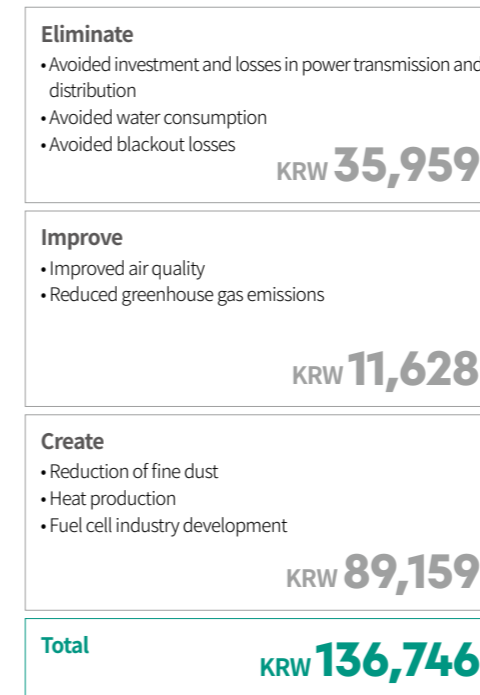 Eliminate
• Avoided investment and losses in power transmission and
distribution
• Avoided water consumption
• Avoided blackout losses
KRW 35,959
Improve
• Improved air quality
• Reduced greenhouse gas emissions
KRW 11,628
Create
• Reduction of fine dust
• Heat production
• Fuel cell industry development
KRW 89,159
Total
KRW 136,746